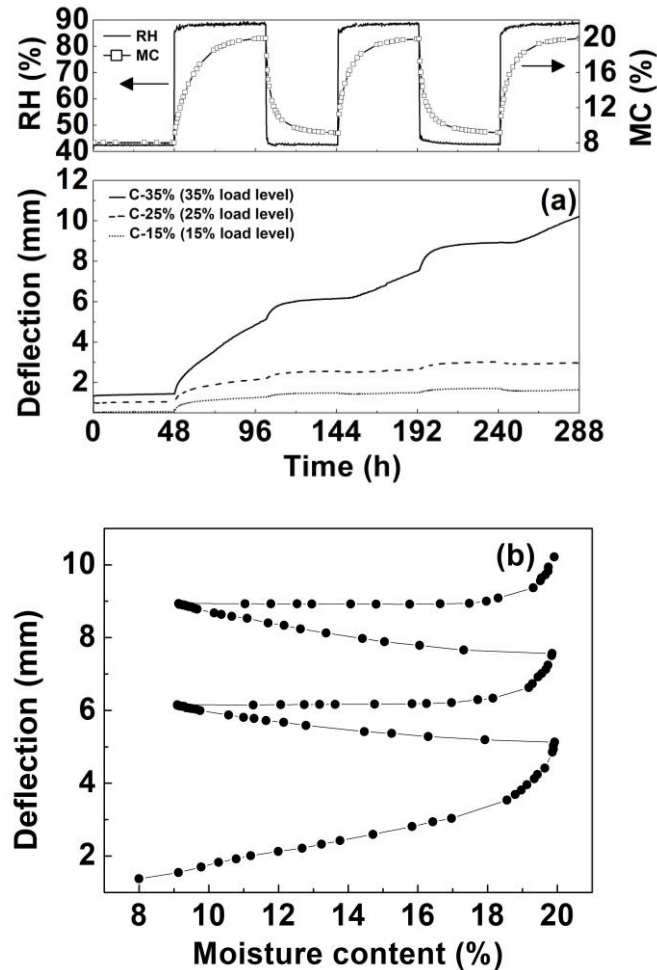 90
80
70
60
50
40
RH (%)
RH
MC
20
16
12
8
MC (%)
12
10
8
6
4
2
Deflection (mm)
C-35% (35% load level)
C-25% (25% load level)
C-15% (15% load level)
(a)
0 48 96 144 192 240 288
Time (h)
(b)
10
8
6
4
2
Deflection (mm)
8 10 12 14 16 18 20
Moisture content (%)